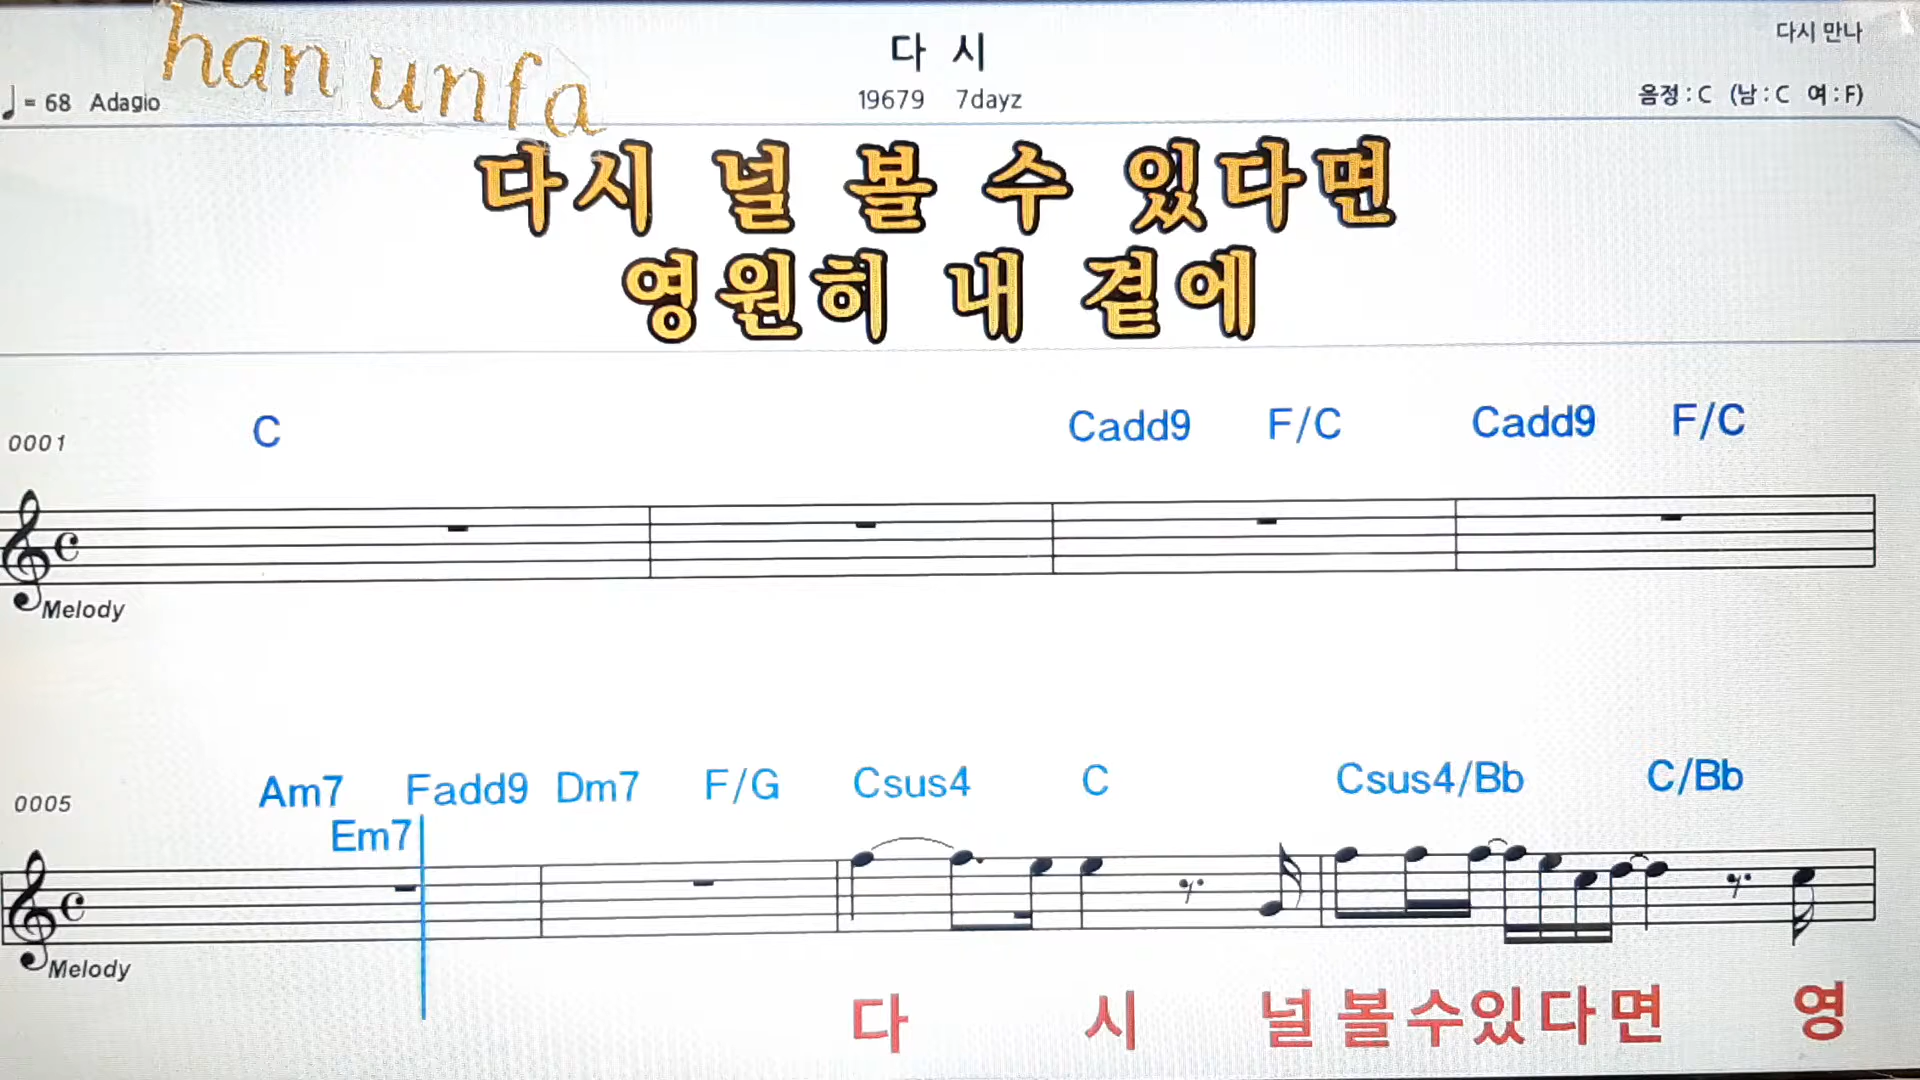 han unfa
다 시
다시 만나
♩= 68 Adagio
19679 7dayz
음정 : C (남 : C 여 : F)
다시 널 볼 수 있다면
영원히 내 곁에
0001 C Cadd9 F/C Cadd9 F/C
Melody
0005 Am7 Em7 Fadd9 Dm7 F/G Csus4 C Csus4/Bb C/Bb
Melody
다 시 널 볼 수 있 다 면 영